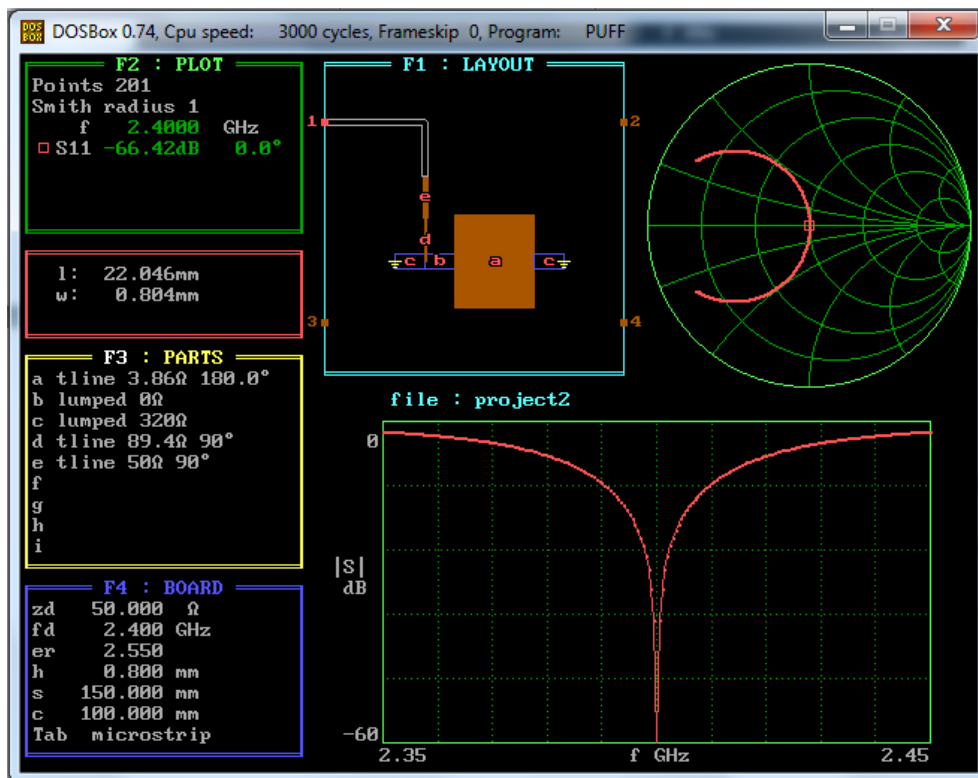 DOSBox 0.74, Cpu speed: 3000 cycles, Frameskip 0, Program: PUFF
F2 : PLOT
Points 201
Smith radius 1
f 2.4000 GHz
S11 -66.42dB 0.0°
l: 22.046mm
w: 0.804mm
F3 : PARTS
a tline 3.86Ω 180.0°
b lumped 0Ω
c lumped 320Ω
d tline 89.4Ω 90°
e tline 50Ω 90°
f
g
h
i
F4 : BOARD
zd 50.000 Ω
fd 2.400 GHz
er 2.550
h 0.800 mm
s 150.000 mm
c 100.000 mm
Tab microstrip
F1 : LAYOUT
1 2
e
d
c b a c
3 4
file : project2
0
|S|
dB
-60
2.35 f GHz 2.45